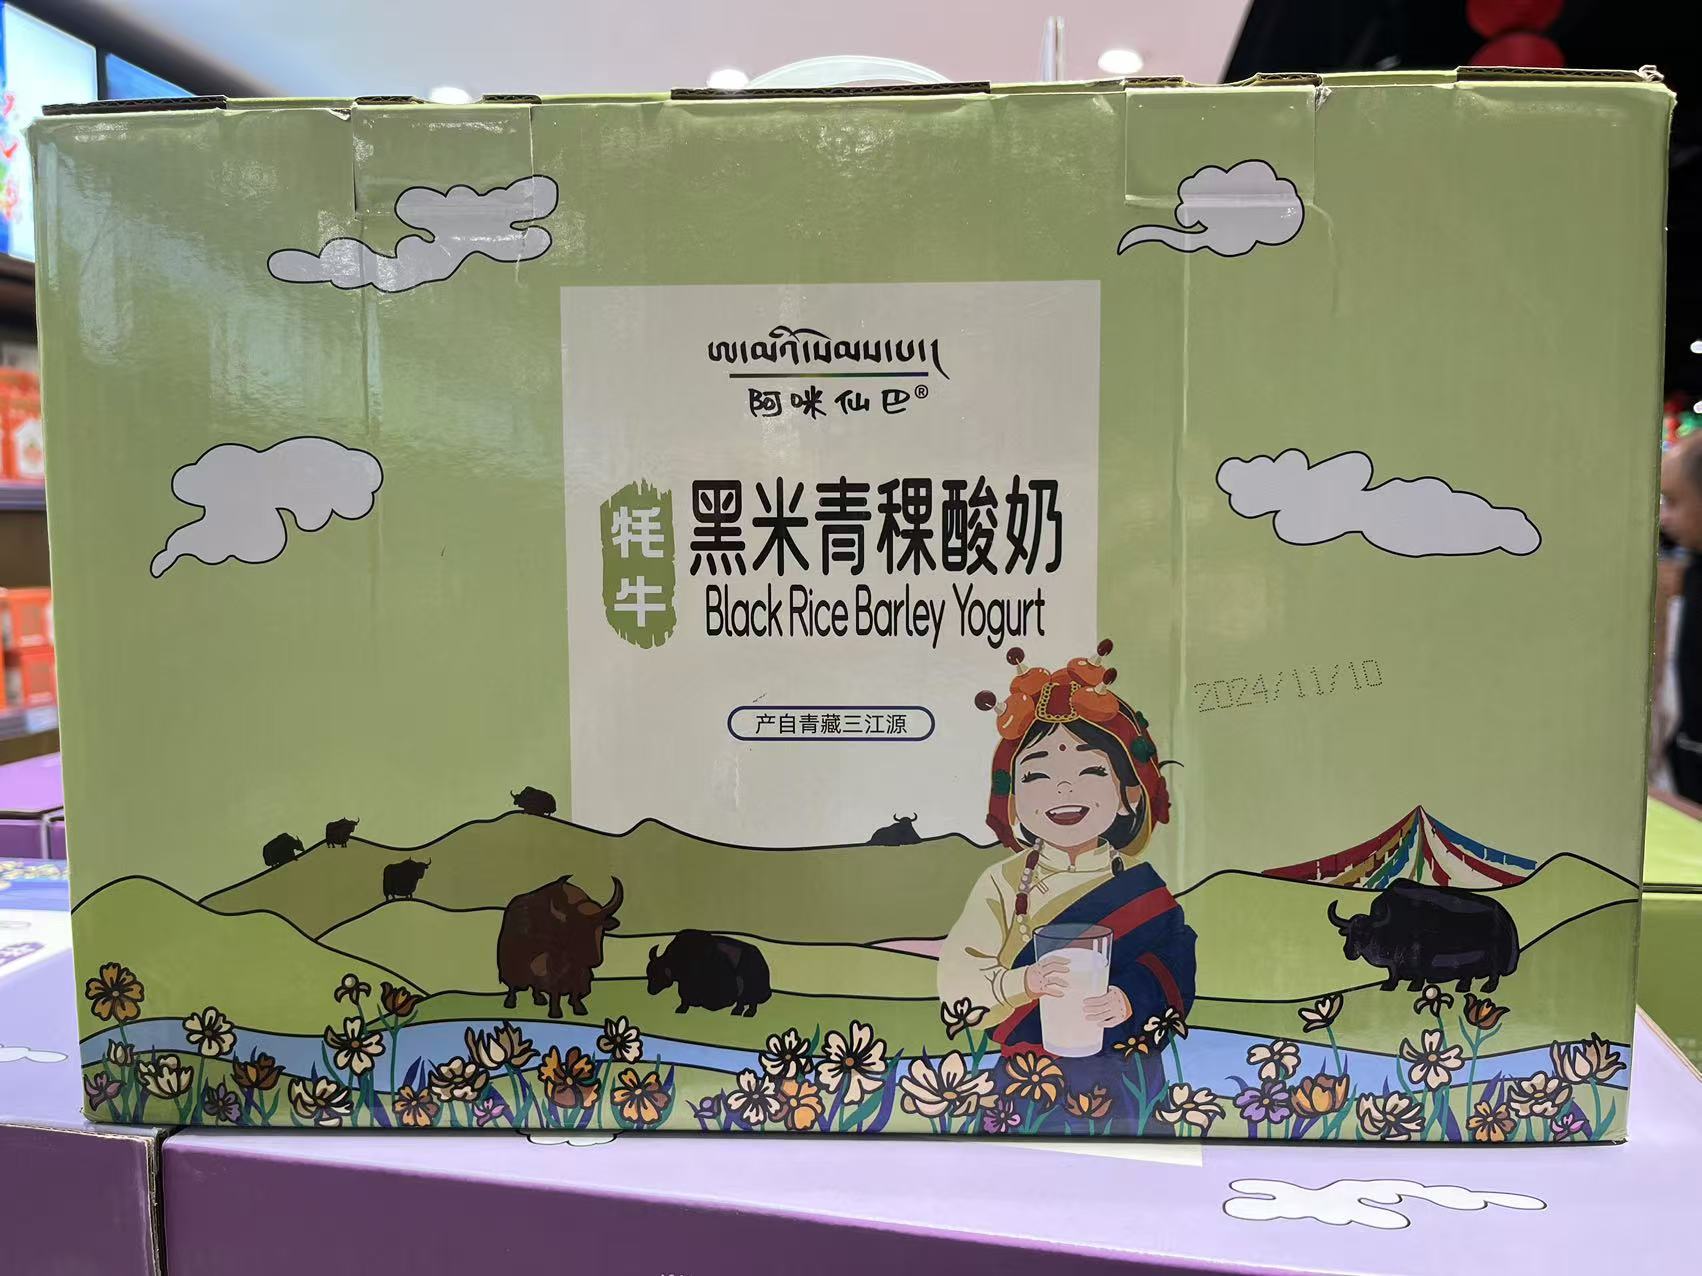 阿咪仙巴®
牦牛
黑米青稞酸奶
Black Rice Barley Yogurt
产自青藏三江源
2024/11/10